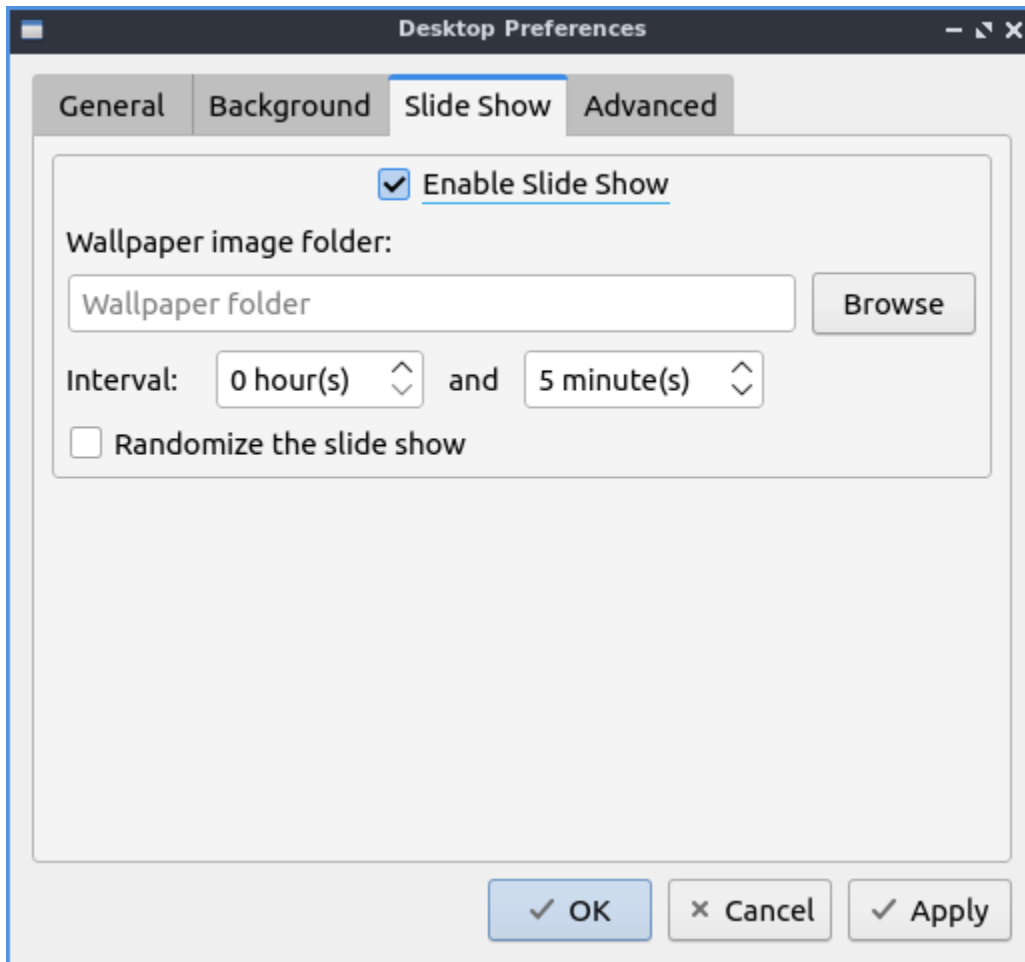 Desktop Preferences
General Background Slide Show Advanced
Enable Slide Show
Wallpaper image folder:
Wallpaper folder Browse
Interval: 0 hour(s) and 5 minute(s)
Randomize the slide show
OK Cancel Apply